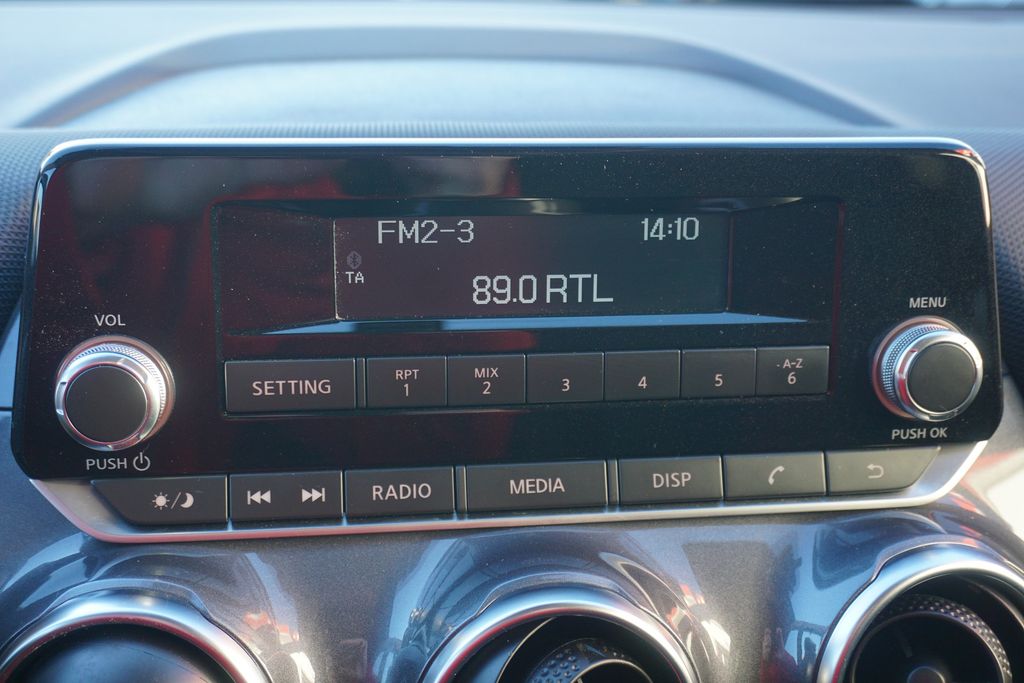 FM2-3 14:10
TA
89.0 RTL
VOL
MENU
SETTING
RPT
1
MIX
2
3
4
5
A-Z
6
PUSH
PUSH OK
RADIO
MEDIA
DISP